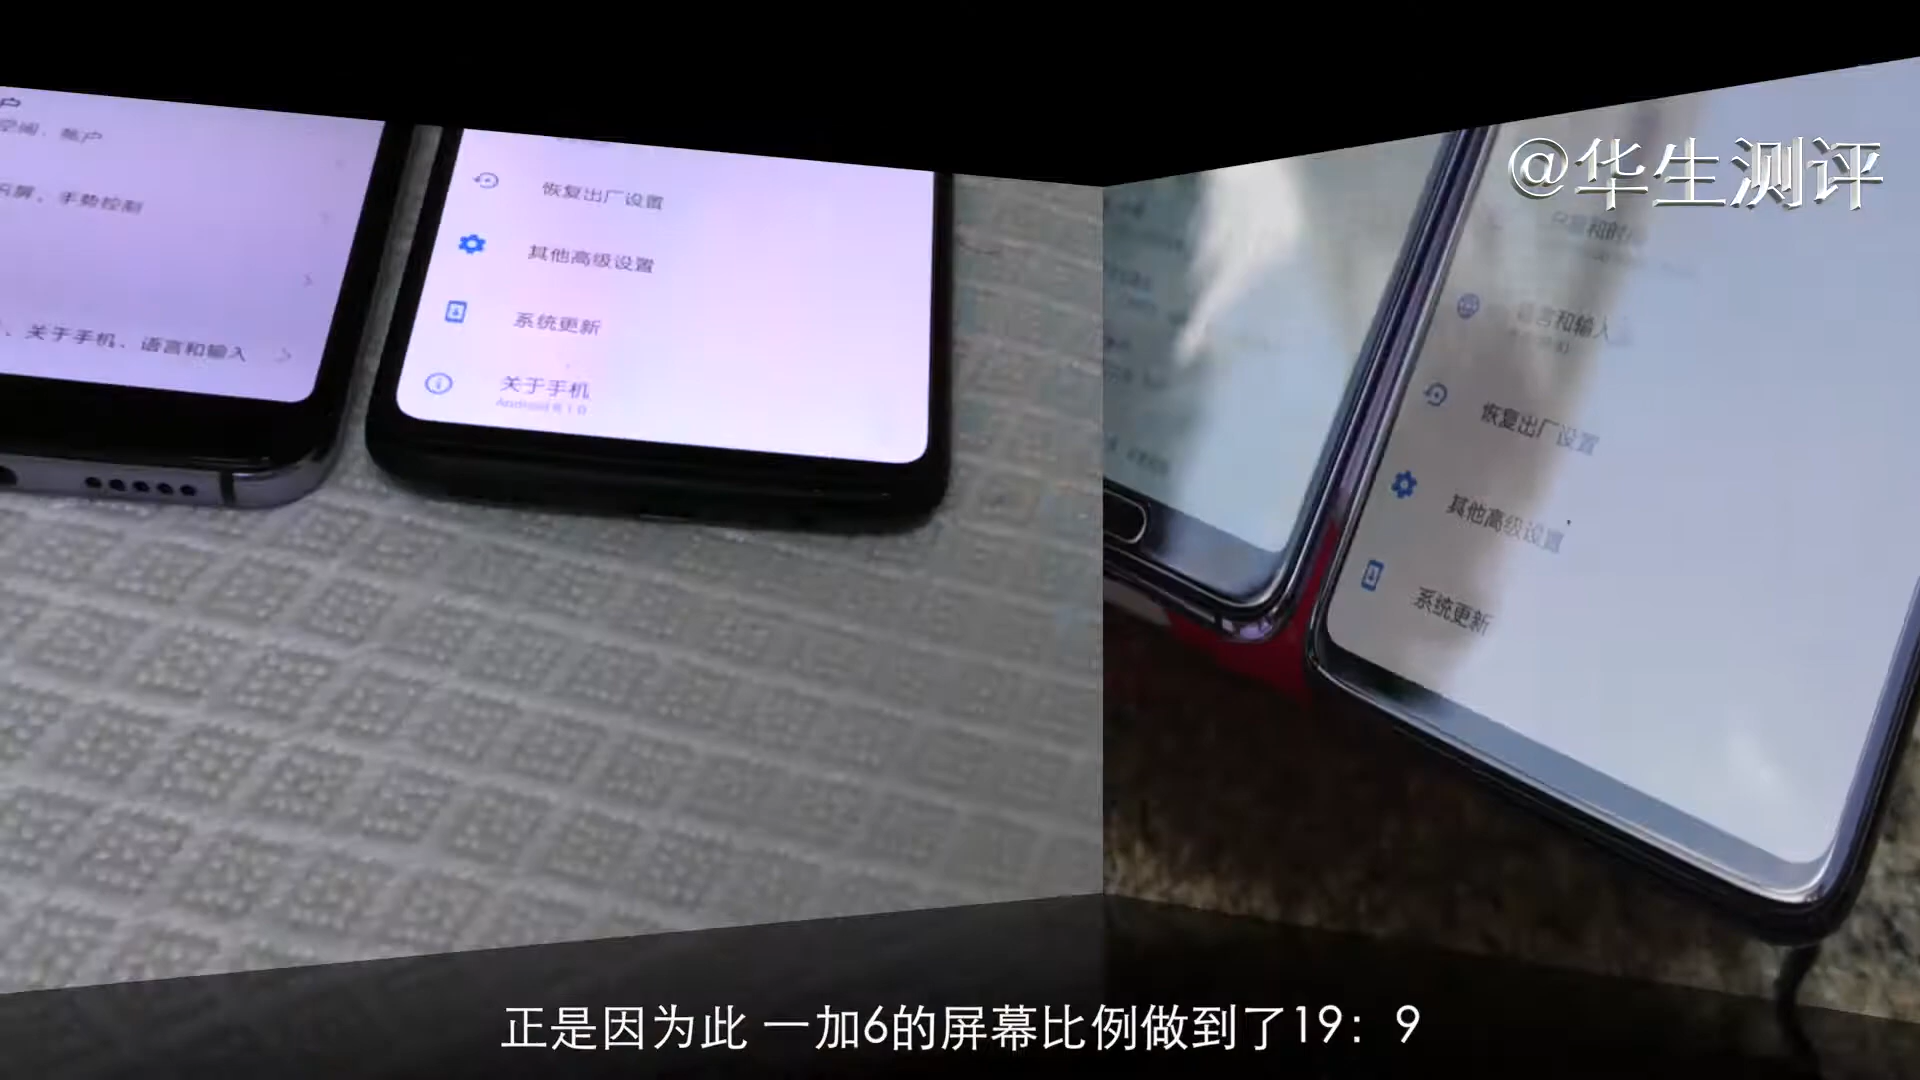 @华生测评
空间、账户
手势控制
、关于手机、语言和输入
恢复出厂设置
其他高级设置
系统更新
关于手机
Android 8.1.0
语言和输入
恢复出厂设置
其他高级设置
系统更新
正是因为此 一加6的屏幕比例做到了19：9